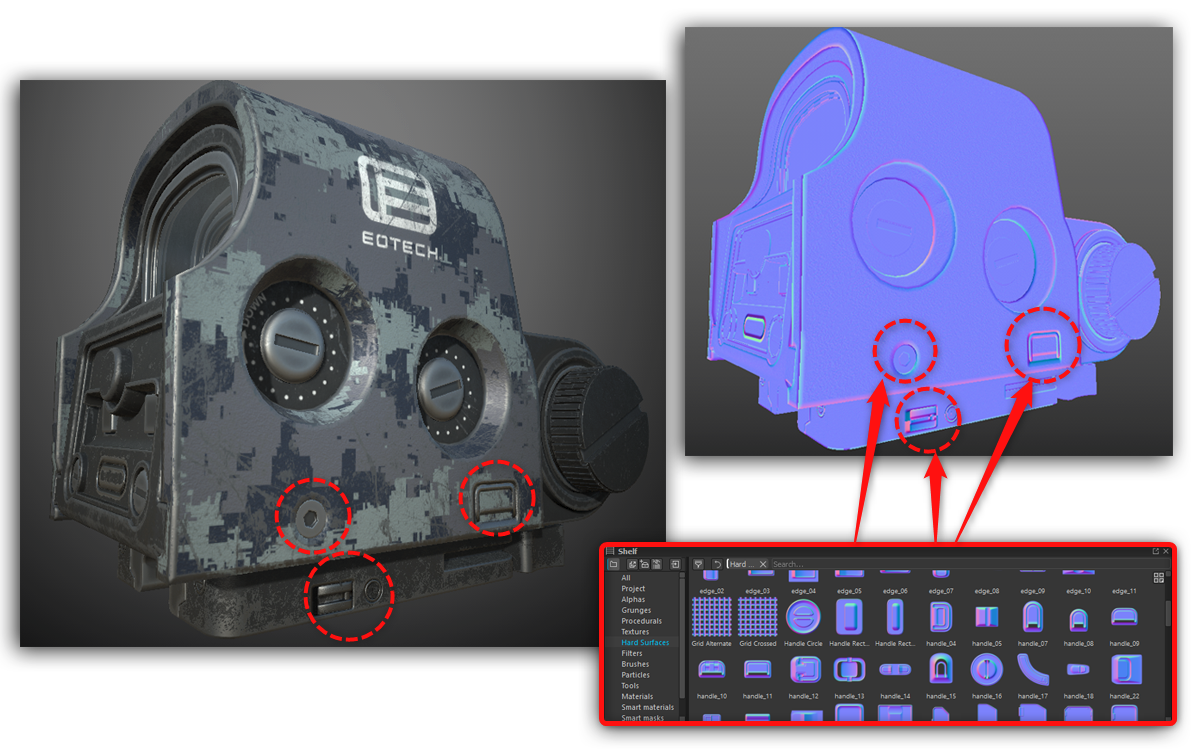 EOTECH
DOWN
Shelf
[Hard ... ✕ Search...
All
Project
Alphas
Grunges
Procedurals
Textures
Hard Surfaces
Filters
Brushes
Particles
Tools
Materials
Smart materials
Smart masks
edge_02 edge_03 edge_04 edge_05 edge_06 edge_07 edge_08 edge_09 edge_10 edge_11
Grid Alternate Grid Crossed Handle Circle Handle Rect... Handle Rect... handle_04 handle_05 handle_07 handle_08 handle_09
handle_10 handle_11 handle_12 handle_13 handle_14 handle_15 handle_16 handle_17 handle_18 handle_22